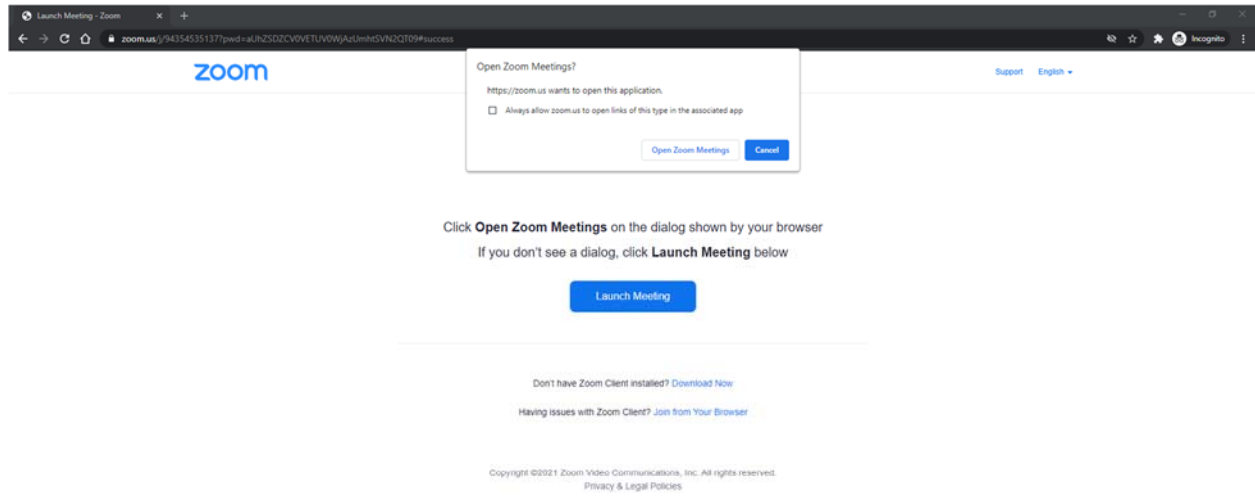 Launch Meeting - Zoom
zoom.us/j/94354535137?pwd=aUhZSDZCV0VETUV0WjAzUmhtSVN2QT09#success
Incognito
zoom
Support English
Open Zoom Meetings?
https://zoom.us wants to open this application.
Always allow zoom.us to open links of this type in the associated app
Open Zoom Meetings Cancel
Click Open Zoom Meetings on the dialog shown by your browser
If you don't see a dialog, click Launch Meeting below
Launch Meeting
Don't have Zoom Client installed? Download Now
Having issues with Zoom Client? Join from Your Browser
Copyright ©2021 Zoom Video Communications, Inc. All rights reserved.
Privacy & Legal Policies